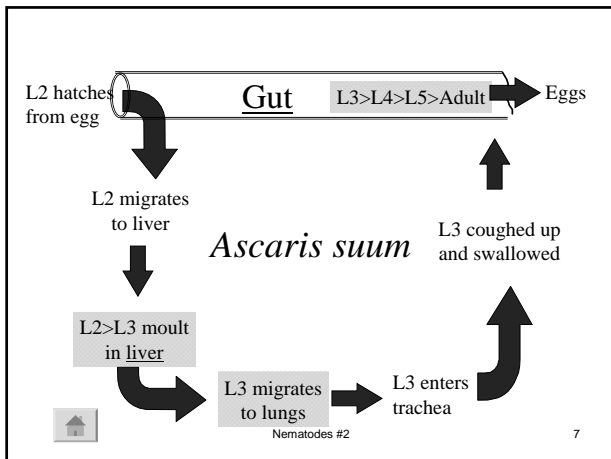 L2 hatches
from egg
Gut
L3>L4>L5>Adult
Eggs
L2 migrates
to liver
Ascaris suum
L3 coughed up
and swallowed
L2>L3 moult
in liver
L3 migrates
to lungs
L3 enters
trachea
Nematodes #2
7